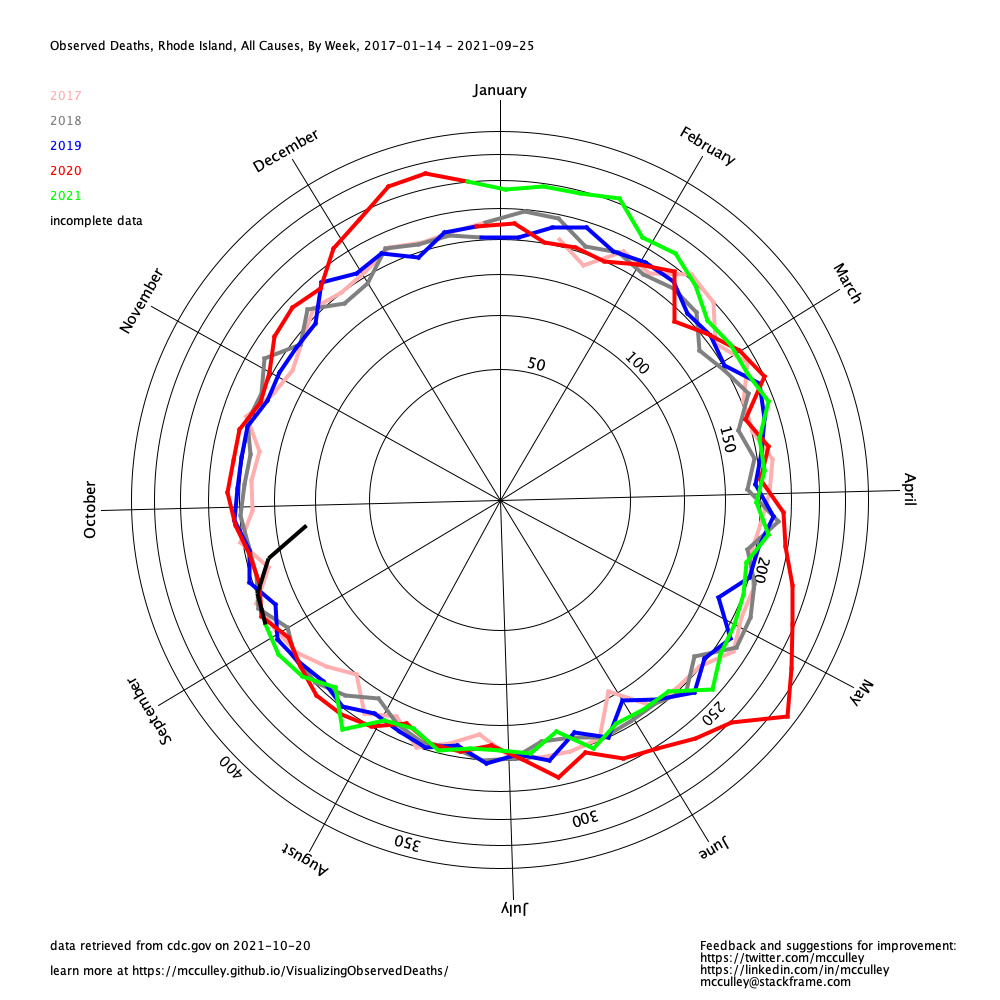 Observed Deaths, Rhode Island, All Causes, By Week, 2017-01-14 - 2021-09-25
2017
2018
2019
2020
2021
incomplete data
January
February
March
April
May
June
July
August
September
October
November
December
50
100
150
200
250
300
350
400
data retrieved from cdc.gov on 2021-10-20
learn more at https://mcculley.github.io/VisualizingObservedDeaths/
Feedback and suggestions for improvement:
https://twitter.com/mcculley
https://linkedin.com/in/mcculley
mcculley@stackframe.com